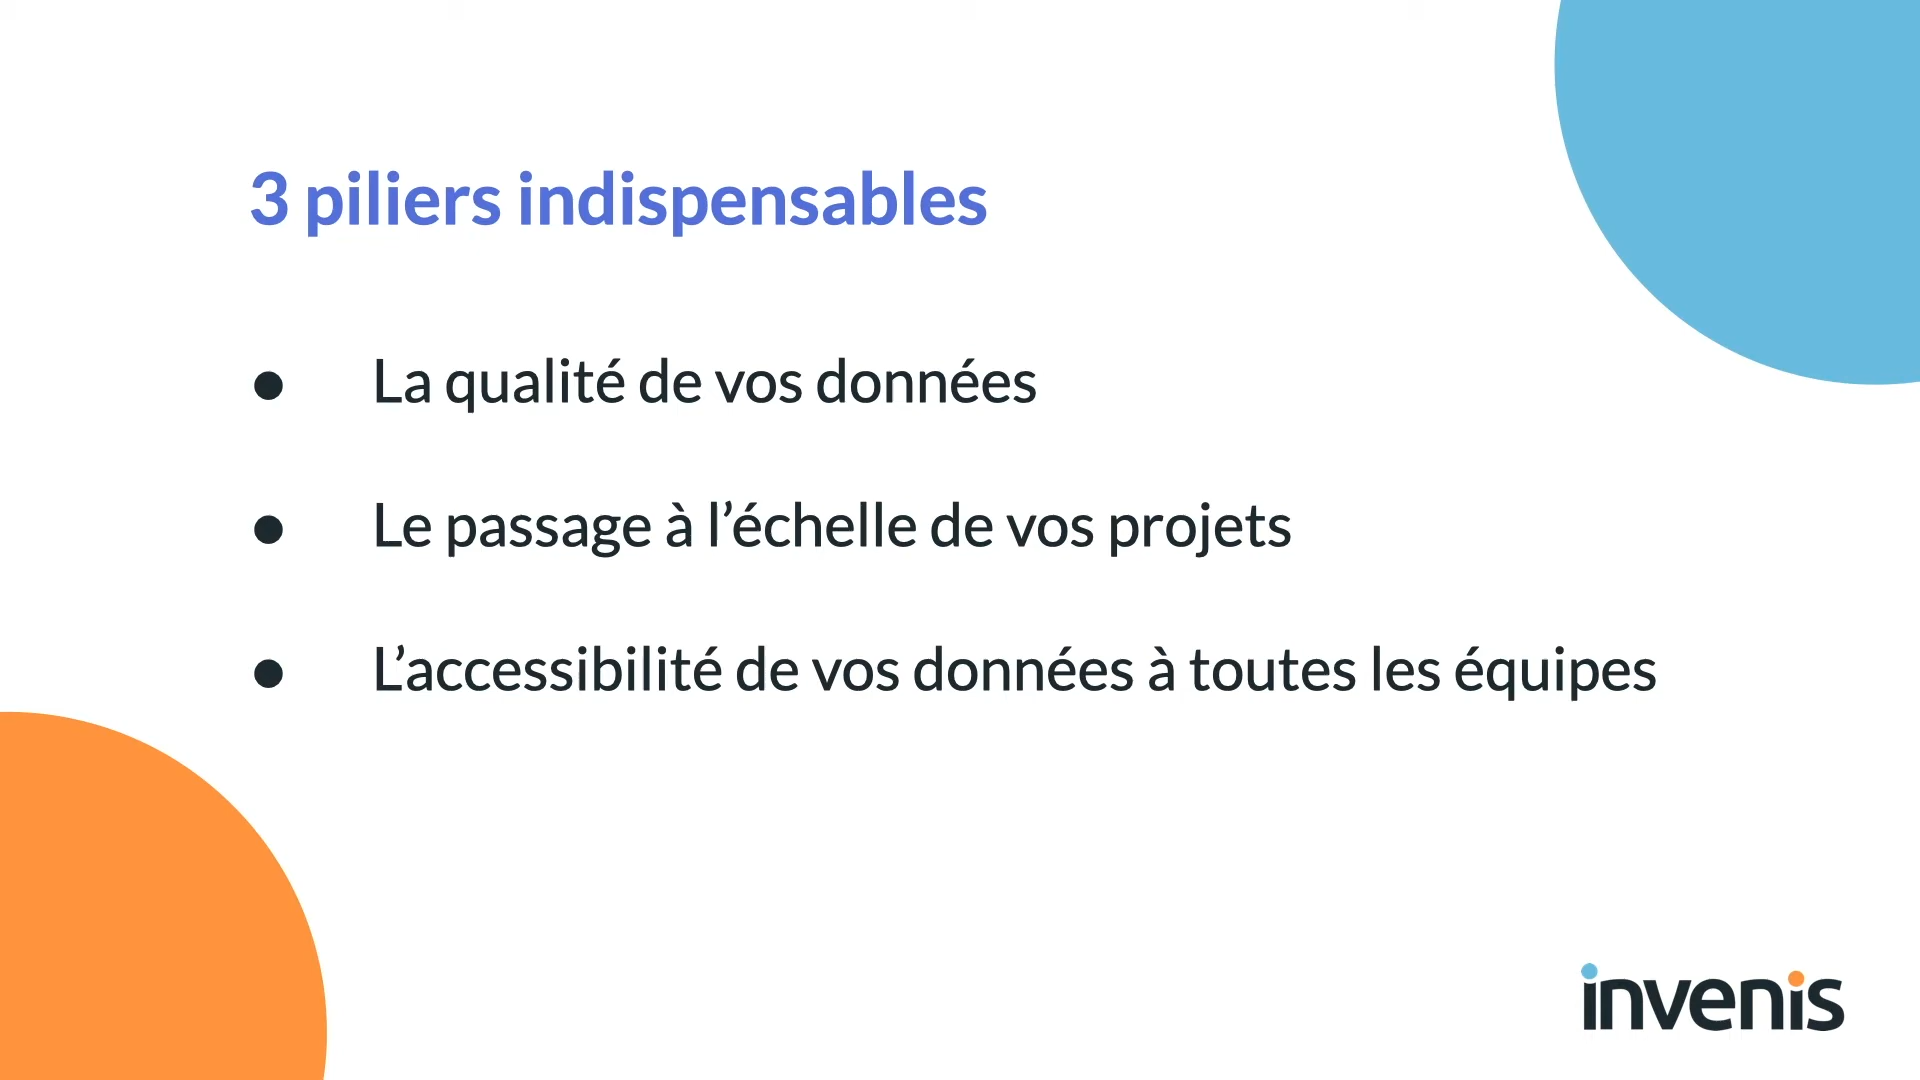 3 piliers indispensables
● La qualité de vos données
● Le passage à l’échelle de vos projets
● L’accessibilité de vos données à toutes les équipes
invenis